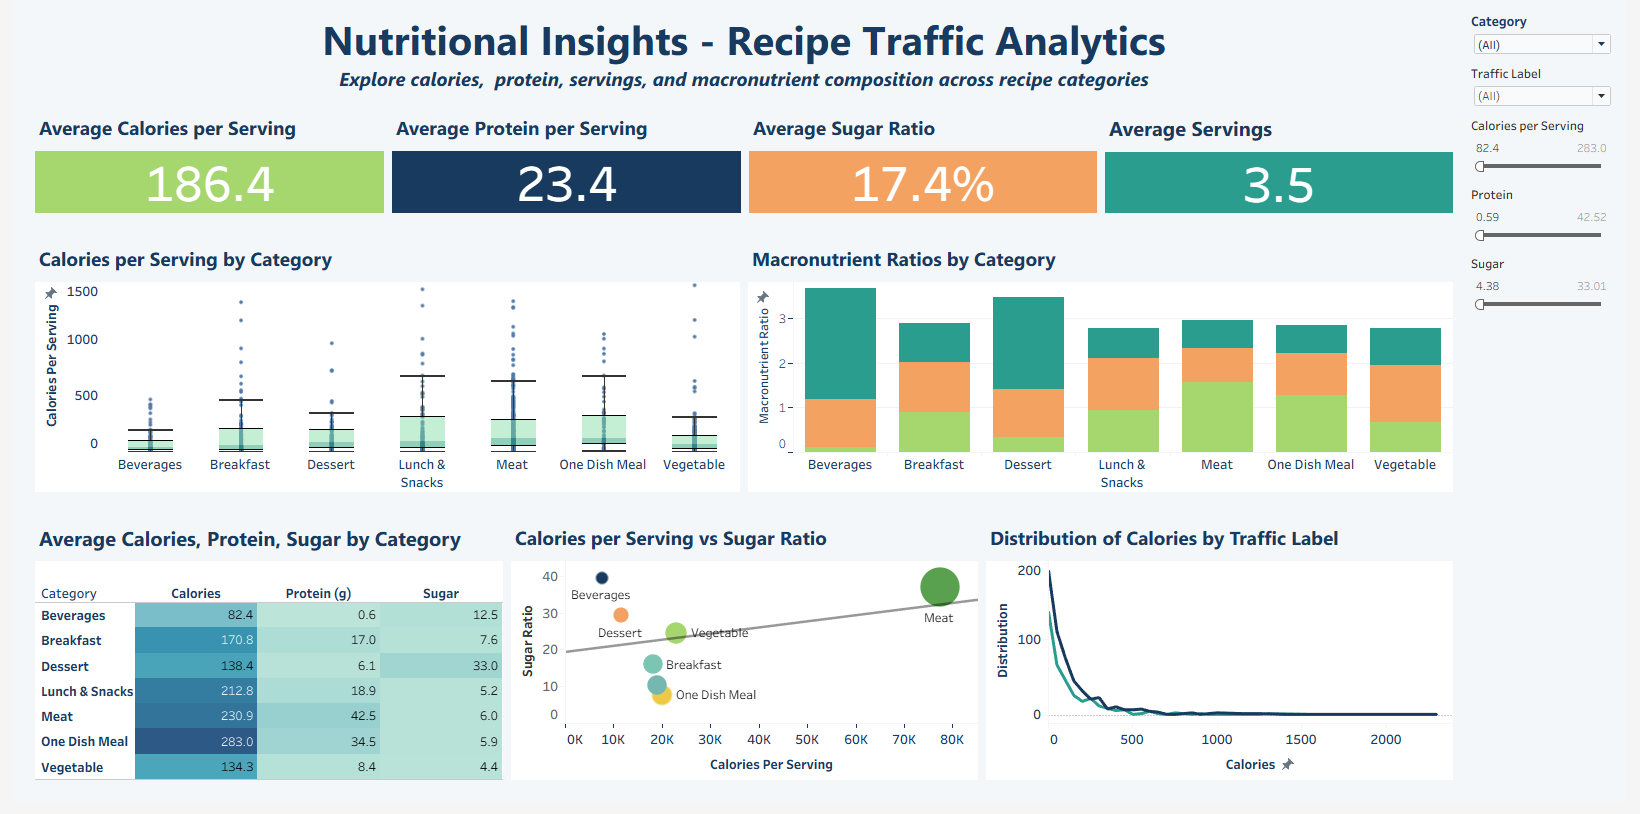 Nutritional Insights - Recipe Traffic Analytics
Explore calories,  protein, servings, and macronutrient composition across recipe categories
Category
(All)
Traffic Label
(All)
Calories per Serving
82.4 283.0
Protein
0.59 42.52
Sugar
4.38 33.01
Average Calories per Serving
186.4
Average Protein per Serving
23.4
Average Sugar Ratio
17.4%
Average Servings
3.5
Calories per Serving by Category
Calories Per Serving
1500
1000
500
0
Beverages Breakfast Dessert Lunch & Snacks Meat One Dish Meal Vegetable
Macronutrient Ratios by Category
Macronutrient Ratio
3
2
1
0
Beverages Breakfast Dessert Lunch & Snacks Meat One Dish Meal Vegetable
Average Calories, Protein, Sugar by Category
Category Calories Protein (g) Sugar
Beverages 82.4 0.6 12.5
Breakfast 170.8 17.0 7.6
Dessert 138.4 6.1 33.0
Lunch & Snacks 212.8 18.9 5.2
Meat 230.9 42.5 6.0
One Dish Meal 283.0 34.5 5.9
Vegetable 134.3 8.4 4.4
Calories per Serving vs Sugar Ratio
Sugar Ratio
40
30
20
10
0
Beverages
Dessert
Vegetable
Meat
Breakfast
One Dish Meal
0K 10K 20K 30K 40K 50K 60K 70K 80K
Calories Per Serving
Distribution of Calories by Traffic Label
Distribution
200
100
0
0 500 1000 1500 2000
Calories